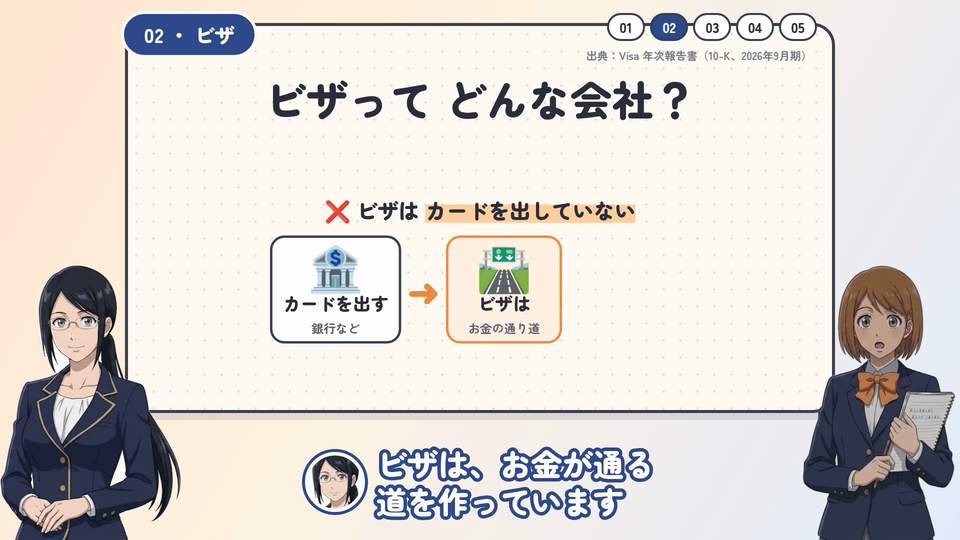 02 ・ ビザ
01 02 03 04 05
出典：Visa 年次報告書（10-K、2026年9月期）
ビザって どんな会社？
❌ ビザは カードを出していない
カードを出す
銀行など
➡
ビザは
お金の通り道
ビザは、お金が通る
道を作っています